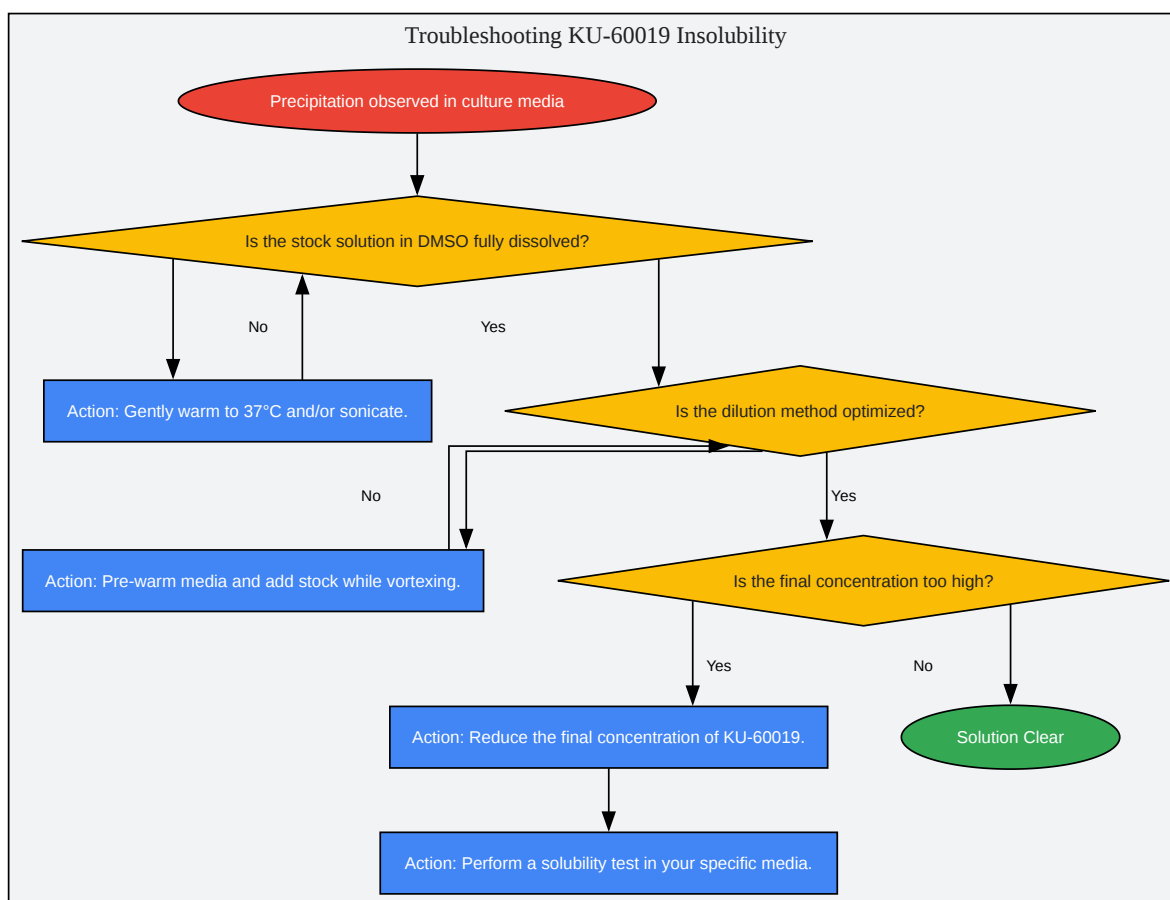 Troubleshooting KU-60019 Insolubility
Precipitation observed in culture media
Is the stock solution in DMSO fully dissolved?
No
Yes
Action: Gently warm to 37°C and/or sonicate.
Is the dilution method optimized?
No
Yes
Action: Pre-warm media and add stock while vortexing.
Is the final concentration too high?
Yes
No
Action: Reduce the final concentration of KU-60019.
Solution Clear
Action: Perform a solubility test in your specific media.